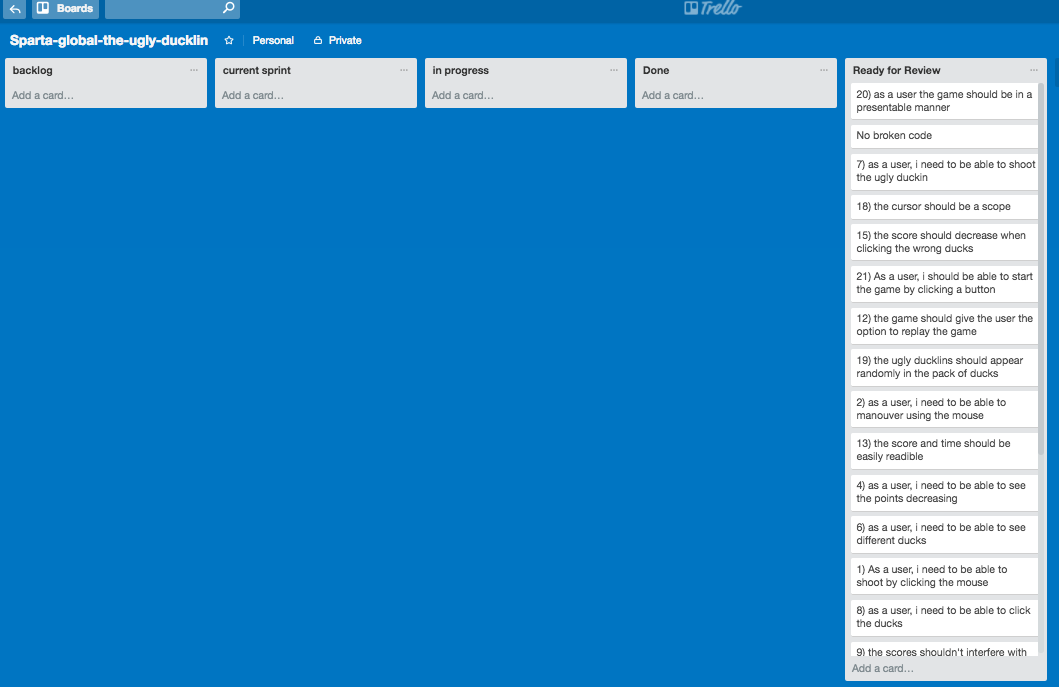 Boards
Trello
Sparta-global-the-ugly-ducklin
Personal
Private
backlog
Add a card...
current sprint
Add a card...
in progress
Add a card...
Done
Add a card...
Ready for Review
20) as a user the game should be in a
presentable manner
No broken code
7) as a user, i need to be able to shoot
the ugly duckin
18) the cursor should be a scope
15) the score should decrease when
clicking the wrong ducks
21) As a user, i should be able to start
the game by clicking a button
12) the game should give the user the
option to replay the game
19) the ugly ducklins should appear
randomly in the pack of ducks
2) as a user, i need to be able to
manouver using the mouse
13) the score and time should be
easily readible
4) as a user, i need to be able to see
the points decreasing
6) as a user, i need to be able to see
different ducks
1) As a user, i need to be able to
shoot by clicking the mouse
8) as a user, i need to be able to click
the ducks
9) the scores shouldn't interfere with
Add a card...